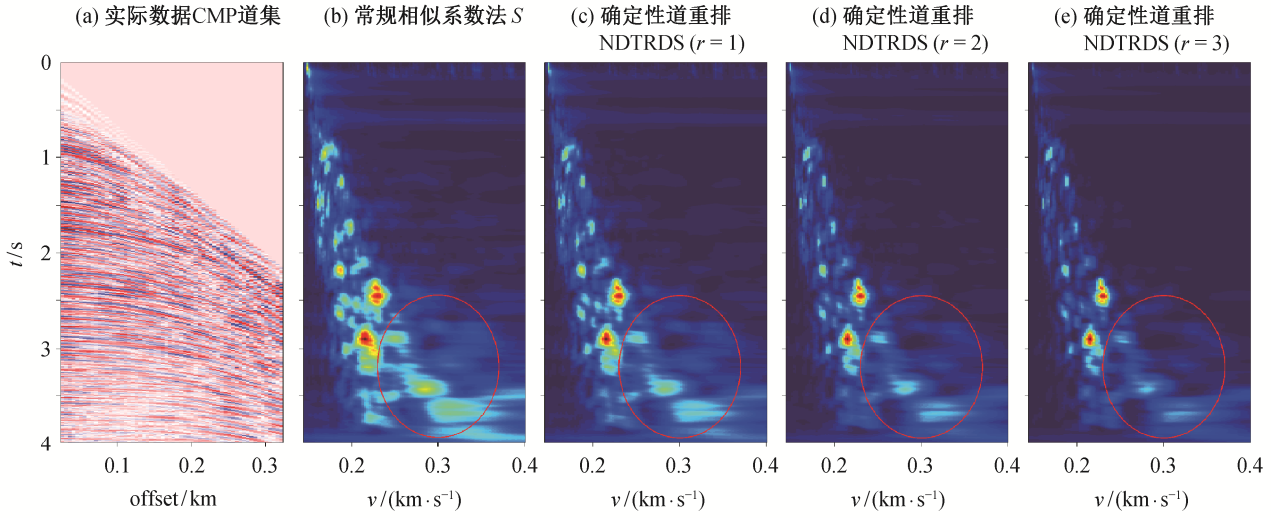 (a) 实际数据CMP道集
(b) 常规相似系数法 S
(c) 确定性道重排
NDTRDS (r = 1)
(d) 确定性道重排
NDTRDS (r = 2)
(e) 确定性道重排
NDTRDS (r = 3)
0
1
2
3
4
t/s
0.1 0.2 0.3
offset/km
0.2 0.3 0.4
v/(km·s⁻¹)
0.2 0.3 0.4
v/(km·s⁻¹)
0.2 0.3 0.4
v/(km·s⁻¹)
0.2 0.3 0.4
v/(km·s⁻¹)